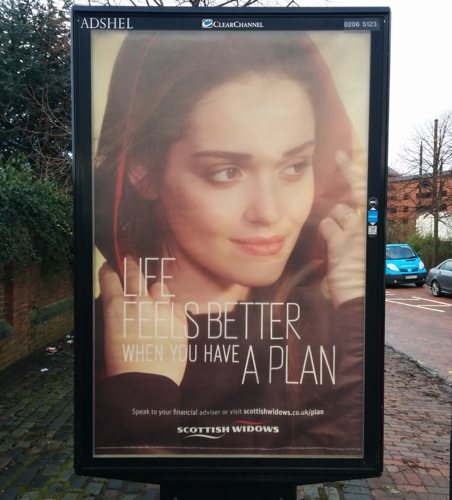 ADSHEL
CLEARCHANNEL
0206 5123
LIFE
FEELS BETTER
WHEN YOU HAVE A PLAN
Speak to your financial adviser or visit scottishwidows.co.uk/plan
SCOTTISH WIDOWS